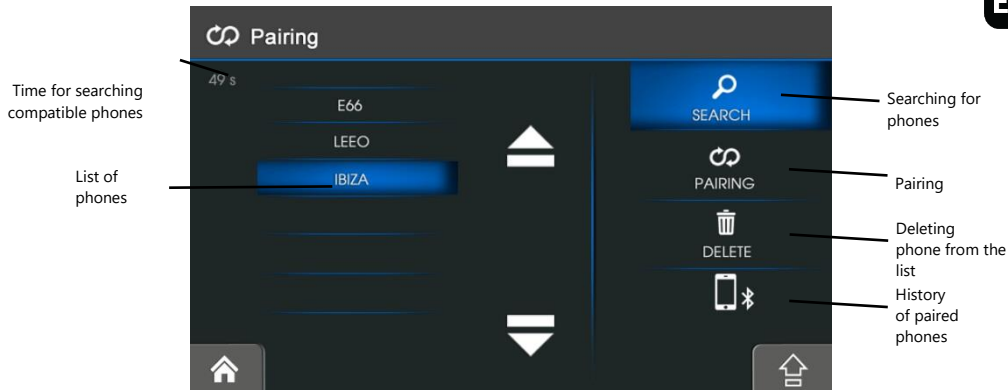 Pairing
49 s
Time for searching
compatible phones
E66
LEEO
IBIZA
List of
phones
SEARCH
PAIRING
DELETE
Searching for
phones
Pairing
Deleting
phone from the
list
History
of paired
phones